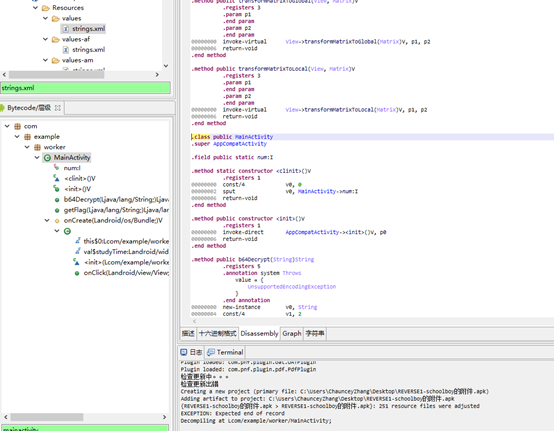 Resources
values
strings.xml
values-af
strings.xml
values-am
strings.xml
Bytecode/层级
com
example
worker
MainActivity
num:I
<clinit>()V
<init>()V
b64Decrypt(Ljava/lang/String;)Ljav
getFlag(Ljava/lang/String;)Ljava/la
onCreate(Landroid/os/Bundle)V
C
this$0:Lcom/example/worke
val$studyTime:Landroid/wid
<init>(Lcom/example/worke
onClick(Landroid/view/View;
mainactivity
.method public transformMatrixToGlobal(View, Matrix)V
.registers 3
.param p1
.end param
.param p2
.end param
00000000 invoke-virtual View->transformMatrixToGlobal(Matrix)V, p1, p2
00000006 return-void
.end method
.method public transformMatrixToLocal(View, Matrix)V
.registers 3
.param p1
.end param
.param p2
.end param
00000000 invoke-virtual View->transformMatrixToLocal(Matrix)V, p1, p2
00000006 return-void
.end method
.class public MainActivity
.super AppCompatActivity
.field public static num:I
.method static constructor <clinit>()V
.registers 1
00000000 const/4 v0, 0
00000002 sput v0, MainActivity->num:I
00000006 return-void
.end method
.method public constructor <init>()V
.registers 1
00000000 invoke-direct AppCompatActivity-><init>()V, p0
00000006 return-void
.end method
.method public b64Decrypt(String)String
.registers 5
.annotation system Throws
value = {
UnsupportedEncodingException
}
.end annotation
00000000 new-instance v0, String
00000004 const/4 v1, 2
描述 十六进制格式 Disassembly Graph 字符串
日志 Terminal
Plugin loaded: com.pnf.plugin.oat.OATPlugin
Plugin loaded: com.pnf.plugin.pdf.PdfPlugin
检查更新中。。。
检查更新出错
Creating a new project (primary file: C:\Users\ChaunceyZhang\Desktop\REVERSE1-schoolboy的附件.apk)
Adding artifact to project: C:\Users\ChaunceyZhang\Desktop\REVERSE1-schoolboy的附件.apk
{REVERSE1-schoolboy的附件.apk > REVERSE1-schoolboy的附件.apk}: 251 resource files were adjusted
EXCEPTION: Expected end of record
Decompiling at Lcom/example/worker/MainActivity;